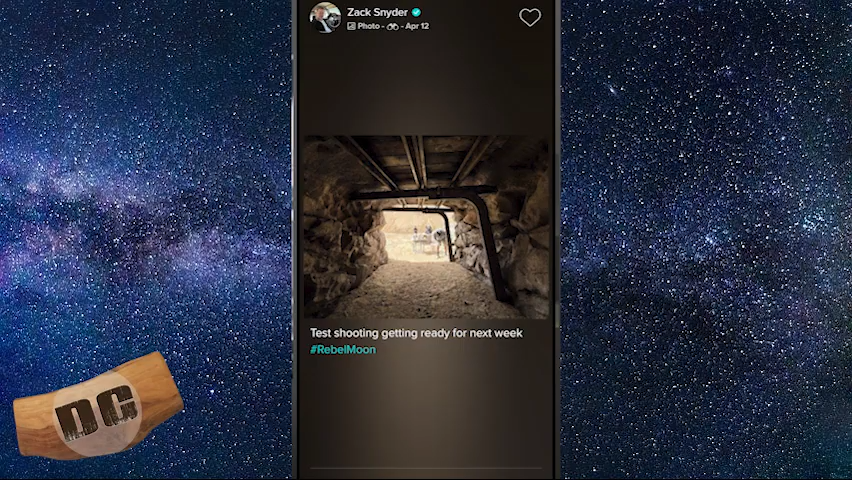 Zack Snyder
Photo - - Apr 12
Test shooting getting ready for next week
#RebelMoon
DC